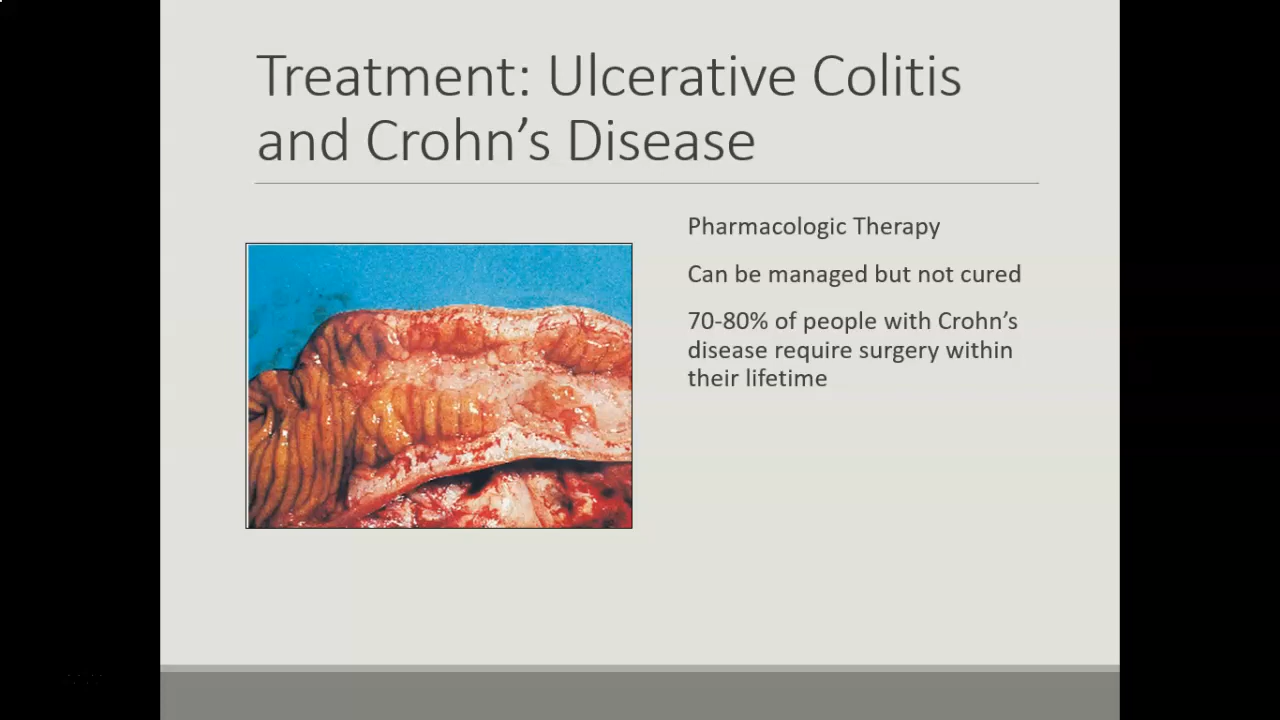 Treatment: Ulcerative Colitis
and Crohn’s Disease
Pharmacologic Therapy
Can be managed but not cured
70-80% of people with Crohn’s
disease require surgery within
their lifetime